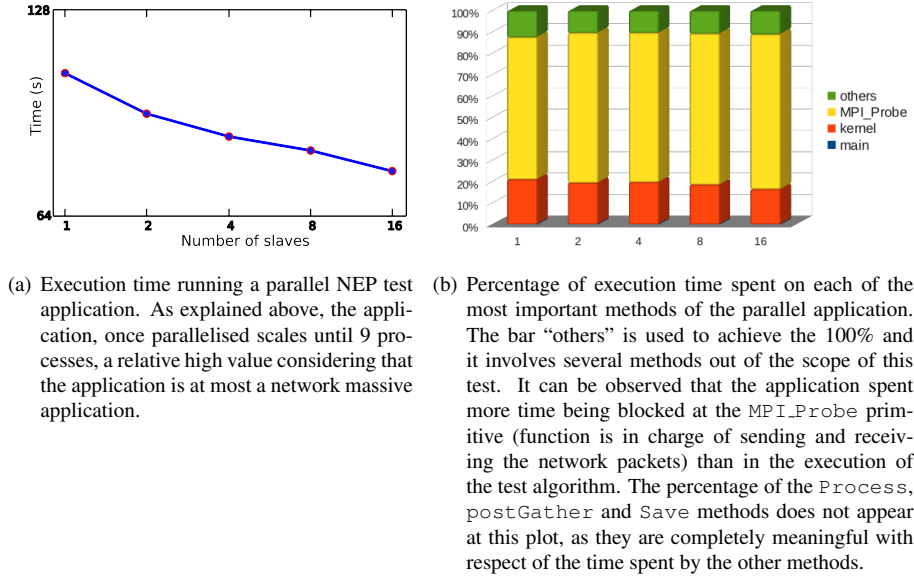 128
Time (s)
64
1 2 4 8 16
Number of slaves
100%
90%
80%
70%
60%
50%
40%
30%
20%
10%
0%
1 2 4 8 16
others
MPI_Probe
kernel
main
(a) Execution time running a parallel NEP test
application. As explained above, the appli-
cation, once parallelised scales until 9 pro-
cesses, a relative high value considering that
the application is at most a network massive
application.
(b) Percentage of execution time spent on each of the
most important methods of the parallel application.
The bar “others” is used to achieve the 100% and
it involves several methods out of the scope of this
test. It can be observed that the application spent
more time being blocked at the MPI_Probe prim-
itive (function is in charge of sending and receiv-
ing the network packets) than in the execution of
the test algorithm. The percentage of the Process,
postGather and Save methods does not appear
at this plot, as they are completely meaningful with
respect of the time spent by the other methods.